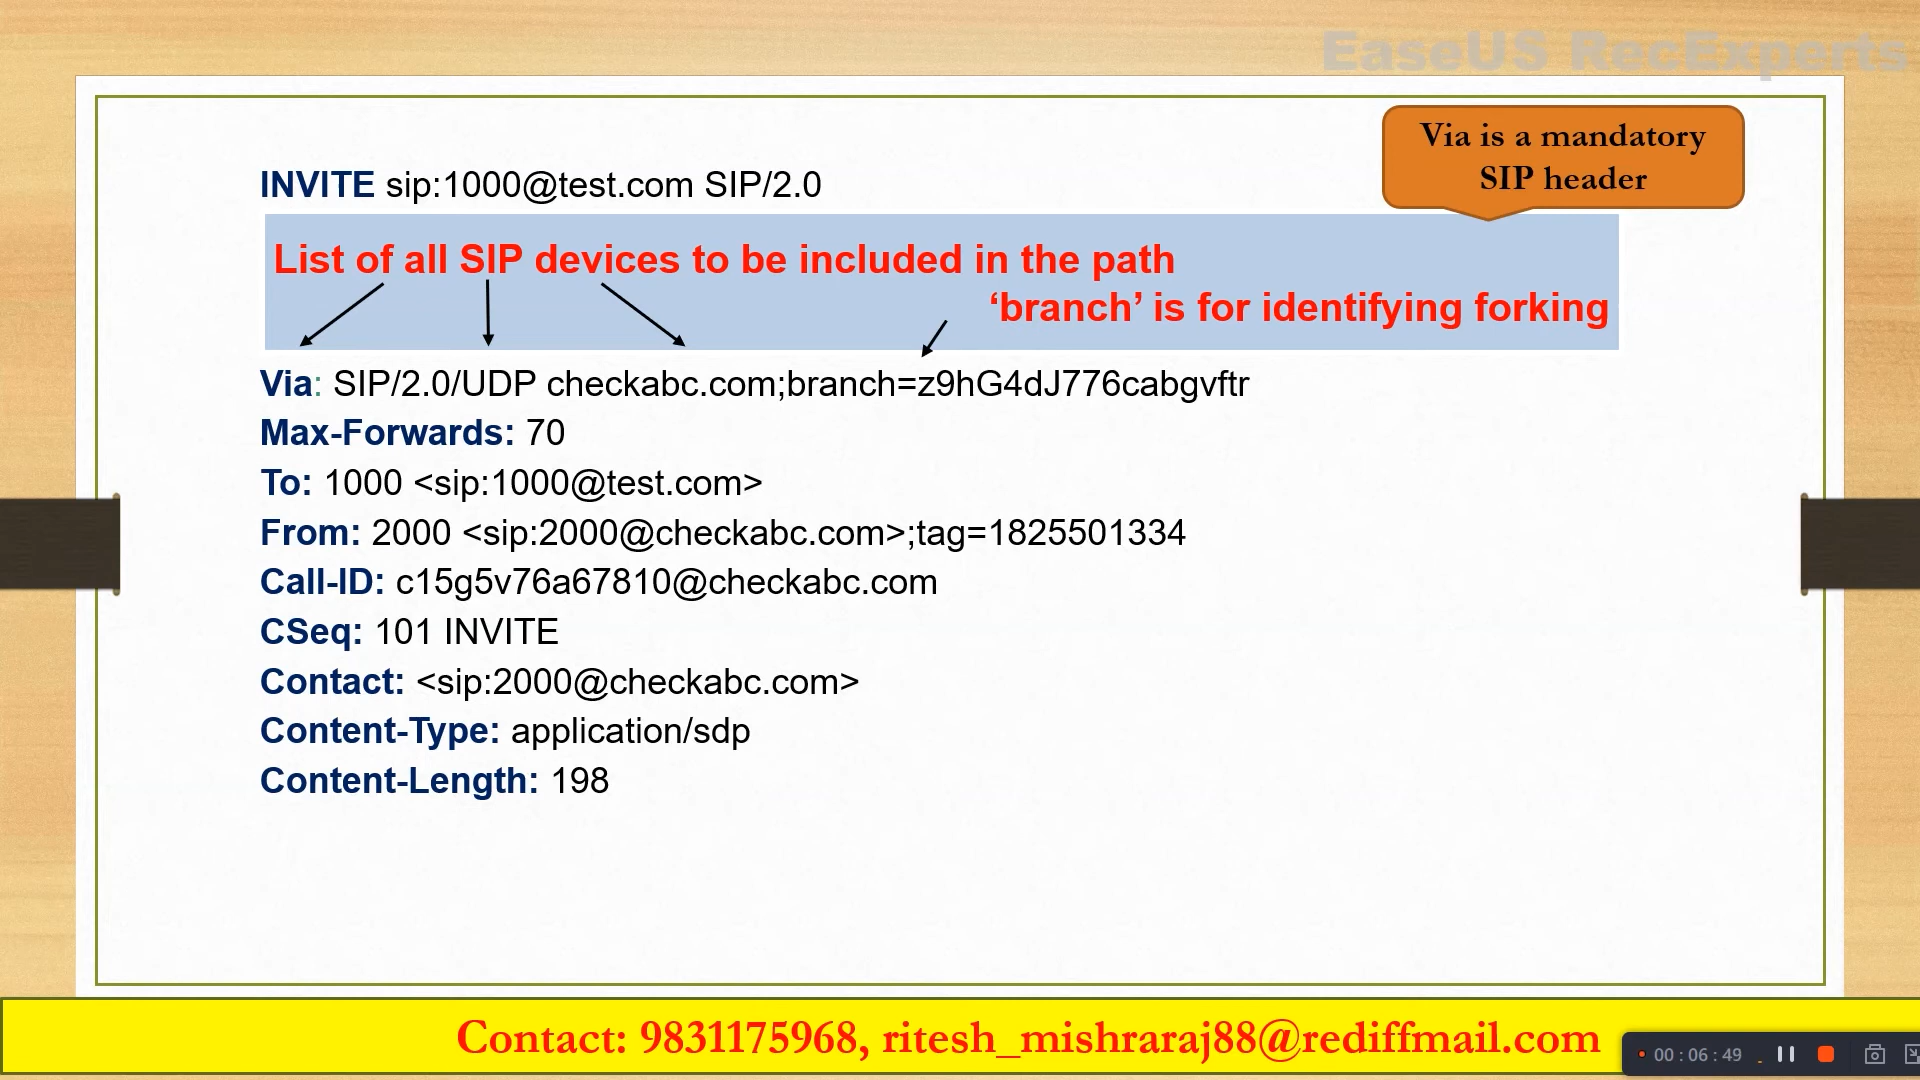 EaseUS RecExperts
Via is a mandatory
SIP header
INVITE sip:1000@test.com SIP/2.0
List of all SIP devices to be included in the path
‘branch’ is for identifying forking
Via: SIP/2.0/UDP checkabc.com;branch=z9hG4dJ776cabgvftr
Max-Forwards: 70
To: 1000 <sip:1000@test.com>
From: 2000 <sip:2000@checkabc.com>;tag=1825501334
Call-ID: c15g5v76a67810@checkabc.com
CSeq: 101 INVITE
Contact: <sip:2000@checkabc.com>
Content-Type: application/sdp
Content-Length: 198
Contact: 9831175968, ritesh_mishraraj88@rediffmail.com
00:06:49